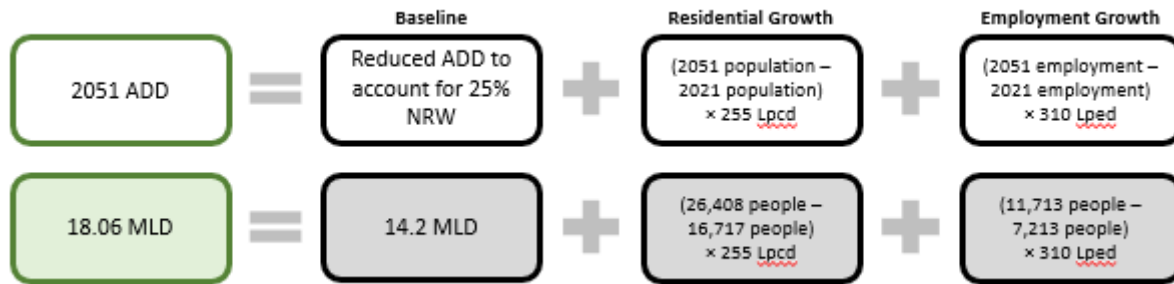 Baseline
Residential Growth
Employment Growth
2051 ADD
Reduced ADD to
account for 25%
NRW
(2051 population –
2021 population)
× 255 Lpcd
(2051 employment –
2021 employment)
× 310 Lped
18.06 MLD
14.2 MLD
(26,408 people –
16,717 people)
× 255 Lpcd
(11,713 people –
7,213 people)
× 310 Lped